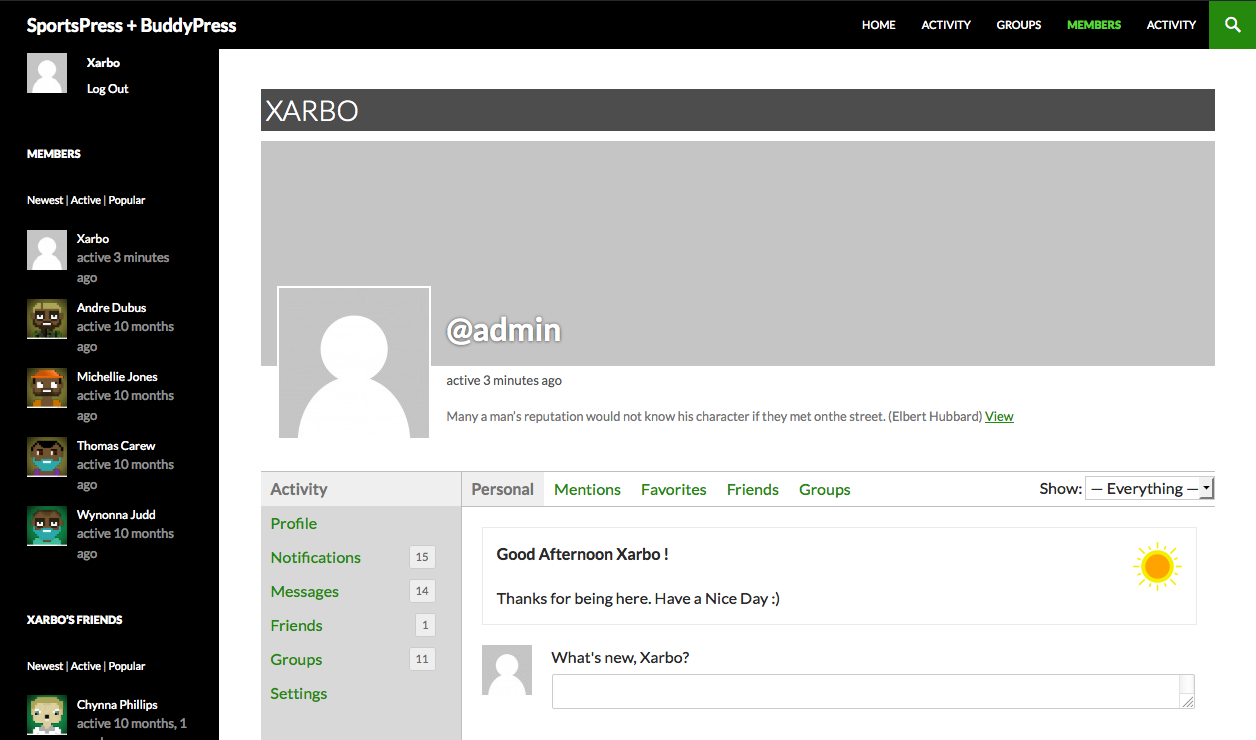 SportsPress + BuddyPress
HOME ACTIVITY GROUPS MEMBERS ACTIVITY
Xarbo
Log Out
MEMBERS
Newest | Active | Popular
Xarbo
active 3 minutes
ago
Andre Dubus
active 10 months
ago
Michellie Jones
active 10 months
ago
Thomas Carew
active 10 months
ago
Wynonna Judd
active 10 months
ago
XARBO'S FRIENDS
Newest | Active | Popular
Chynna Phillips
active 10 months, 1
XARBO
@admin
active 3 minutes ago
Many a man's reputation would not know his character if they met onthe street. (Elbert Hubbard) View
Activity
Profile
Notifications 15
Messages 14
Friends 1
Groups 11
Settings
Personal Mentions Favorites Friends Groups Show: — Everything —
Good Afternoon Xarbo !
Thanks for being here. Have a Nice Day :)
What's new, Xarbo?